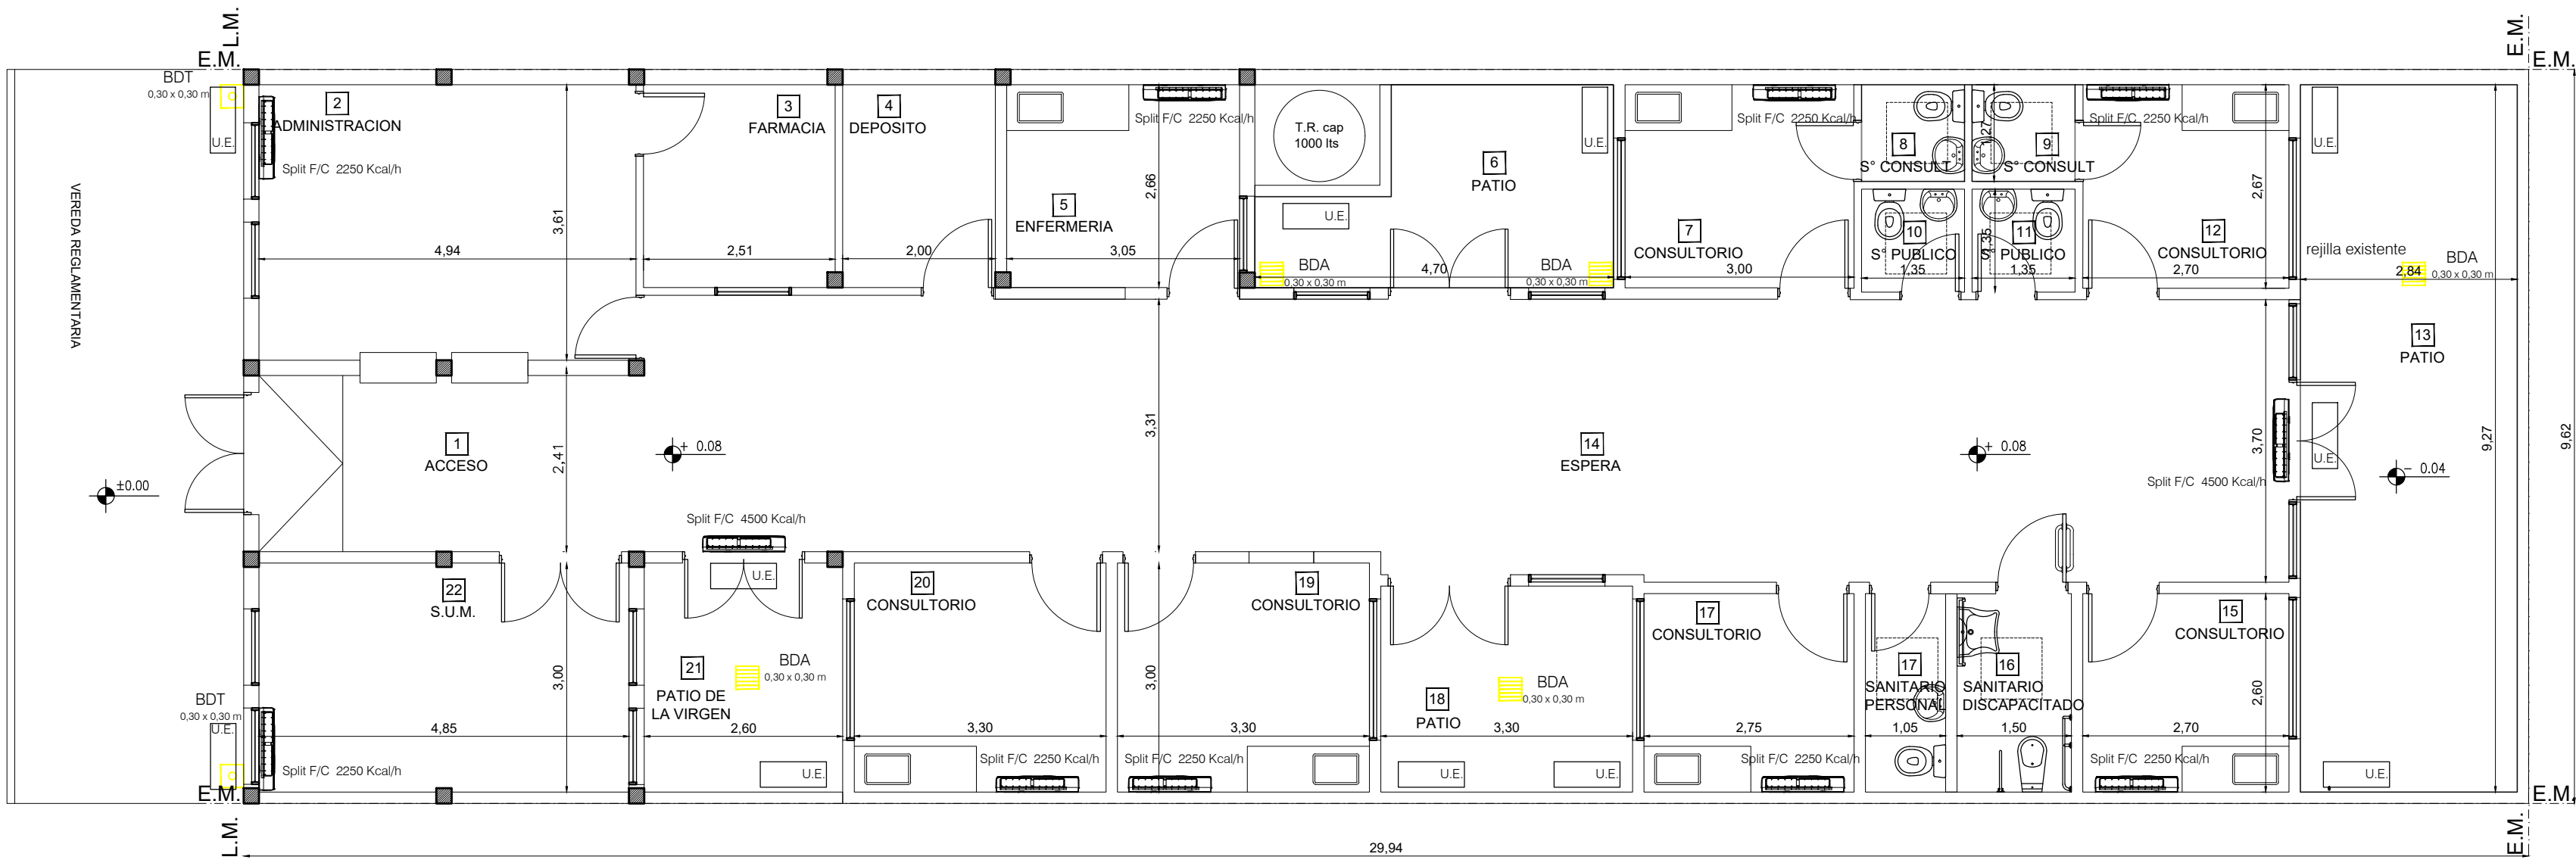 L.M.
E.M.
E.M.
E.M.
BDT
0,30 x 0,30 m
U.E.
2
ADMINISTRACION
Split F/C 2250 Kcal/h
3,61
4,94
3
FARMACIA
2,51
4
DEPOSITO
2,00
5
ENFERMERIA
Split F/C 2250 Kcal/h
2,66
3,05
T.R. cap
1000 lts
U.E.
6
PATIO
U.E.
BDA
0,30 x 0,30 m
4,70
BDA
0,30 x 0,30 m
Split F/C 2250 Kcal/h
7
CONSULTORIO
3,00
8
S° CONSULT
9
S° CONSULT
10
S° PUBLICO
1,35
11
S° PUBLICO
1,35
1,35
Split F/C 2250 Kcal/h
2,67
12
CONSULTORIO
2,70
U.E.
rejilla existente
BDA
0,30 x 0,30 m
2,84
13
PATIO
VEREDA REGLAMENTARIA
±0.00
1
ACCESO
2,41
+ 0.08
3,31
14
ESPERA
+ 0.08
3,70
Split F/C 4500 Kcal/h
U.E.
- 0.04
9,27
9,62
Split F/C 4500 Kcal/h
U.E.
22
S.U.M.
3,00
4,85
BDT
0,30 x 0,30 m
U.E.
Split F/C 2250 Kcal/h
21
PATIO DE
LA VIRGEN
BDA
0,30 x 0,30 m
2,60
U.E.
20
CONSULTORIO
3,30
Split F/C 2250 Kcal/h
19
CONSULTORIO
3,00
3,30
Split F/C 2250 Kcal/h
18
PATIO
BDA
0,30 x 0,30 m
3,30
U.E.
U.E.
17
CONSULTORIO
2,75
Split F/C 2250 Kcal/h
17
SANITARIO
PERSONAL
1,05
16
SANITARIO
DISCAPACITADO
1,50
15
CONSULTORIO
2,60
2,70
Split F/C 2250 Kcal/h
U.E.
E.M.
E.M.
L.M.
E.M.
29,94